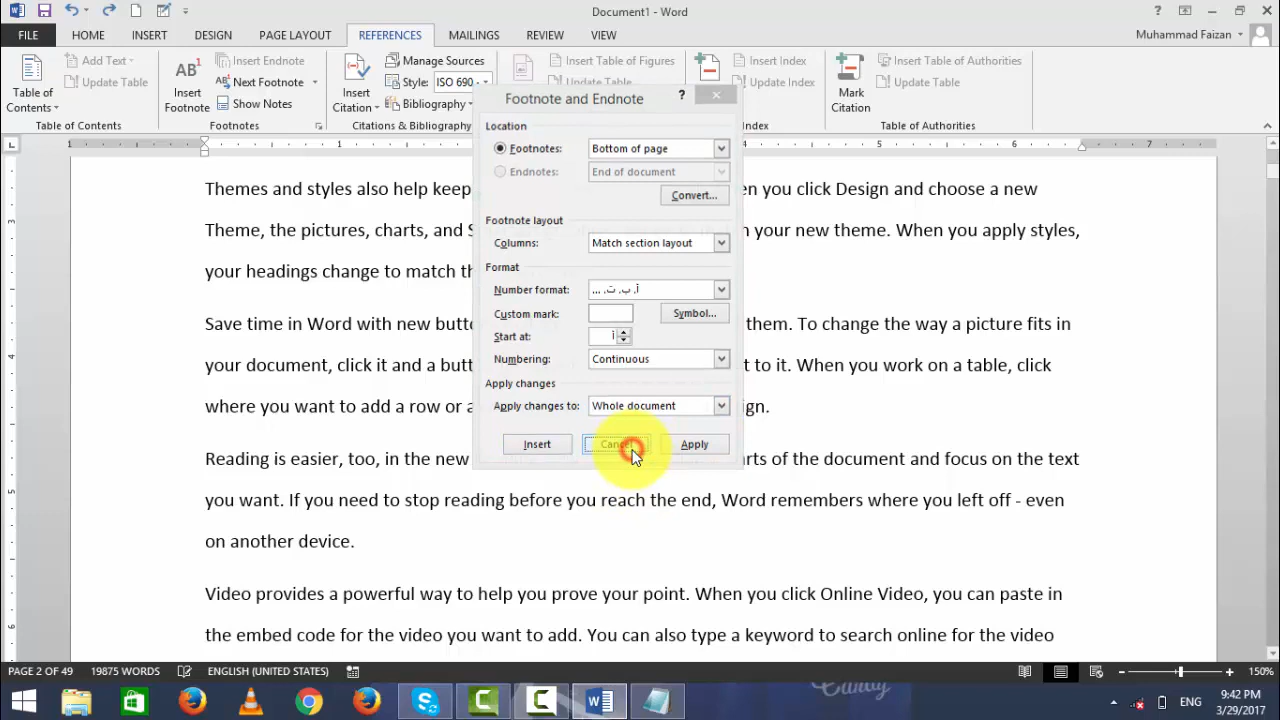 Document1 - Word
FILE HOME INSERT DESIGN PAGE LAYOUT REFERENCES MAILINGS REVIEW VIEW Muhammad Faizan
Table of Contents
Add Text
Update Table
Table of Contents
AB1
Insert Footnote
Insert Endnote
Next Footnote
Show Notes
Footnotes
Insert Citation
Manage Sources
Style: ISO 690
Bibliography
Citations & Bibliography
Insert Table of Figures
Update Table
Insert Index
Update Index
Index
Mark Citation
Insert Table of Authorities
Update Table
Table of Authorities
Footnote and Endnote
Location
Footnotes: Bottom of page
Endnotes: End of document
Convert...
Footnote layout
Columns: Match section layout
Format
Number format: أ, ب, ت, ...
Custom mark: Symbol...
Start at: أ
Numbering: Continuous
Apply changes
Apply changes to: Whole document
Insert Cancel Apply
Themes and styles also help keep n you click Design and choose a new
Theme, the pictures, charts, and your new theme. When you apply styles,
your headings change to match
Save time in Word with new them. To change the way a picture fits in
your document, click it and a t to it. When you work on a table, click
where you want to add a row or
Reading is easier, too, in the new of the document and focus on the text
you want. If you need to stop reading before you reach the end, Word remembers where you left off - even
on another device.
Video provides a powerful way to help you prove your point. When you click Online Video, you can paste in
the embed code for the video you want to add. You can also type a keyword to search online for the video
PAGE 2 OF 49 19875 WORDS ENGLISH (UNITED STATES) 150%
Candy
ENG
9:42 PM
3/29/2017